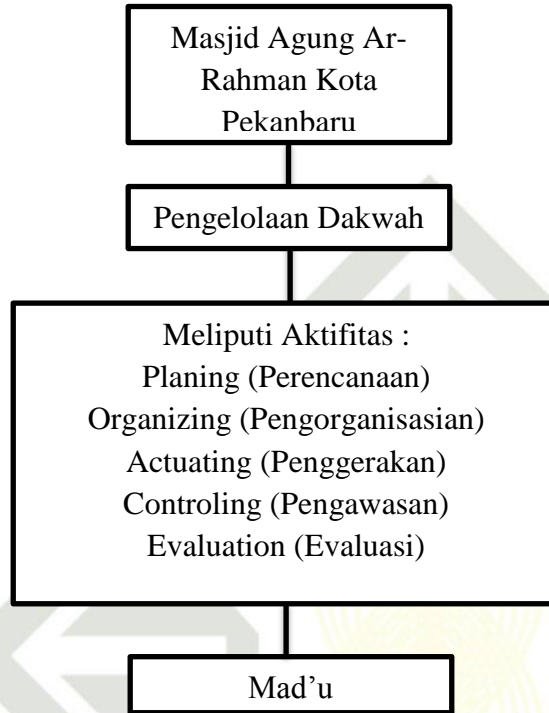 Masjid Agung Ar-
Rahman Kota
Pekanbaru
Pengelolaan Dakwah
Meliputi Aktifitas :
Planing (Perencanaan)
Organizing (Pengorganisasian)
Actuating (Penggerakan)
Controling (Pengawasan)
Evaluation (Evaluasi)
Mad’u